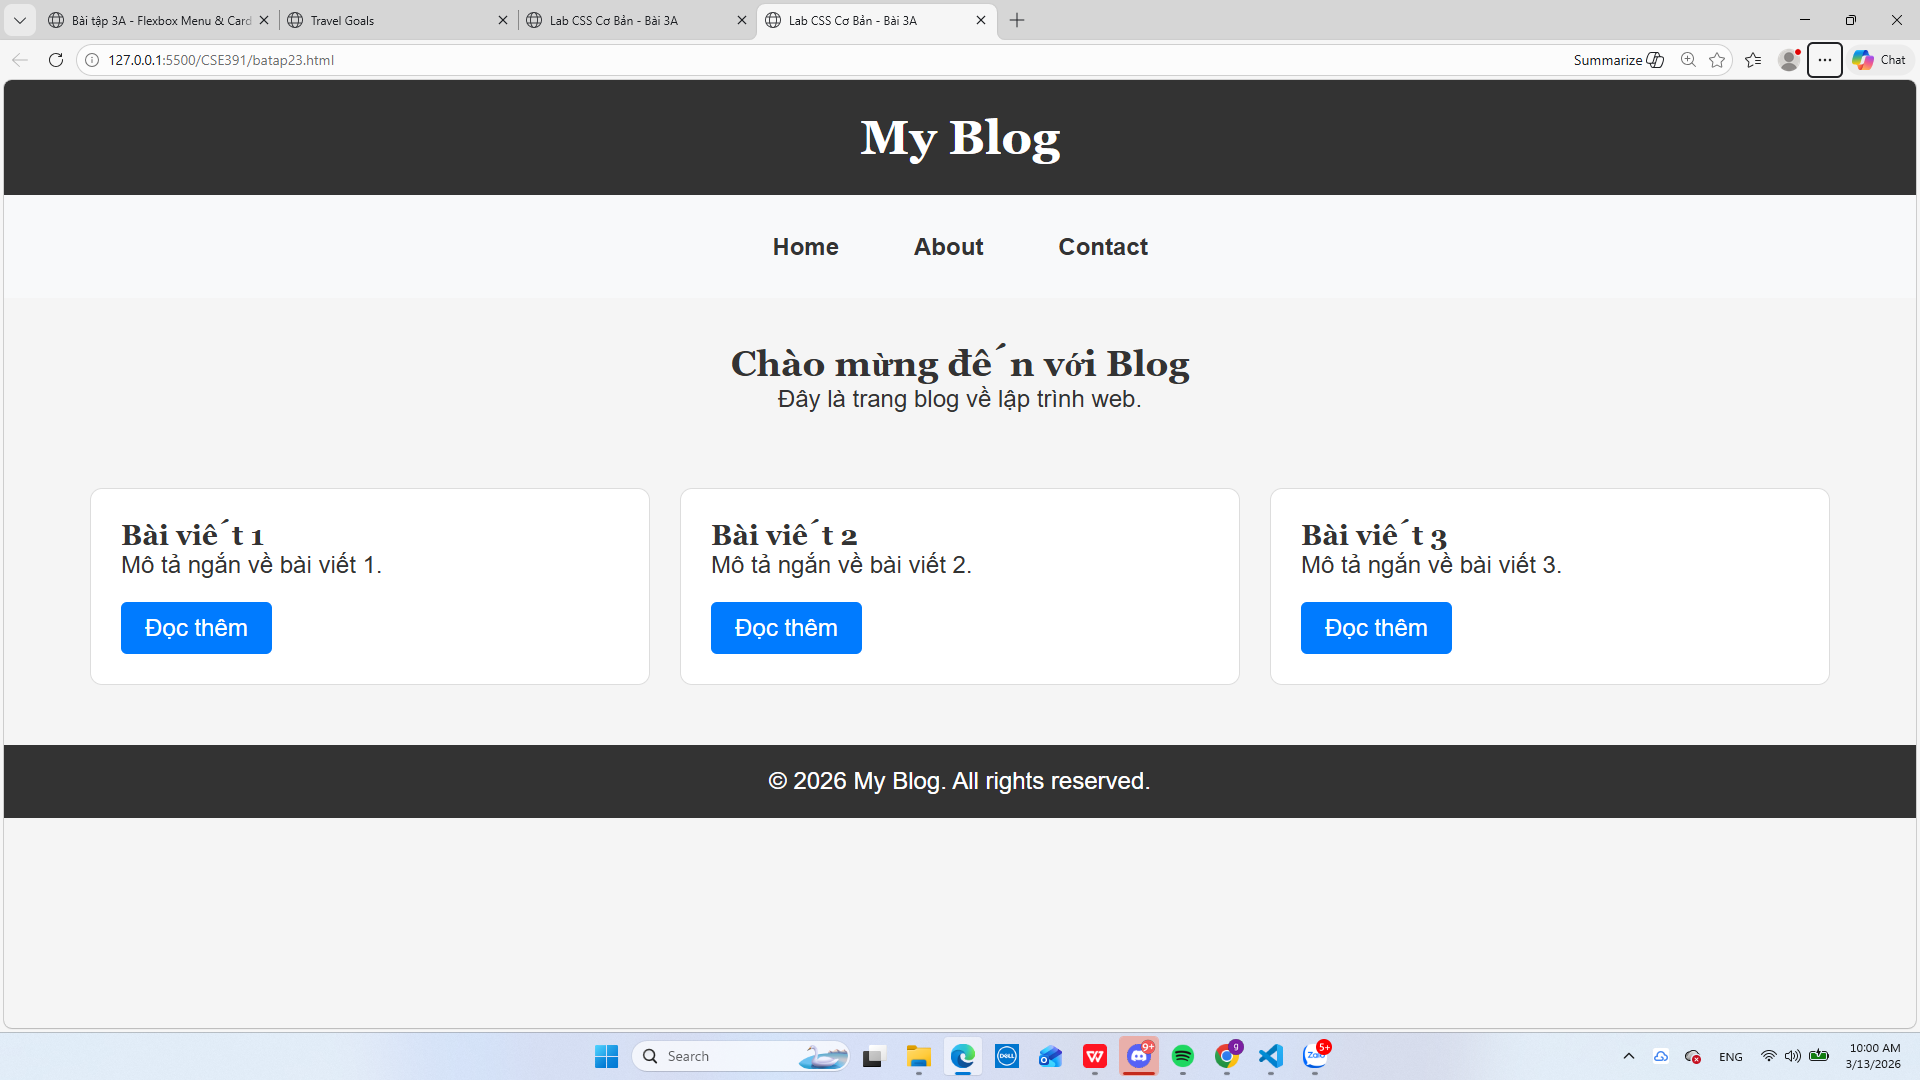 Bài tập 3A - Flexbox Menu & Card
Travel Goals
Lab CSS Cơ Bản - Bài 3A
Lab CSS Cơ Bản - Bài 3A
127.0.0.1:5500/CSE391/batap23.html
Summarize
Chat
My Blog
Home
About
Contact
Chào mừng đến với Blog
Đây là trang blog về lập trình web.
Bài viết 1
Mô tả ngắn về bài viết 1.
Đọc thêm
Bài viết 2
Mô tả ngắn về bài viết 2.
Đọc thêm
Bài viết 3
Mô tả ngắn về bài viết 3.
Đọc thêm
© 2026 My Blog. All rights reserved.
Search
DELL
9+
9
Zalo
5+
ENG
10:00 AM
3/13/2026